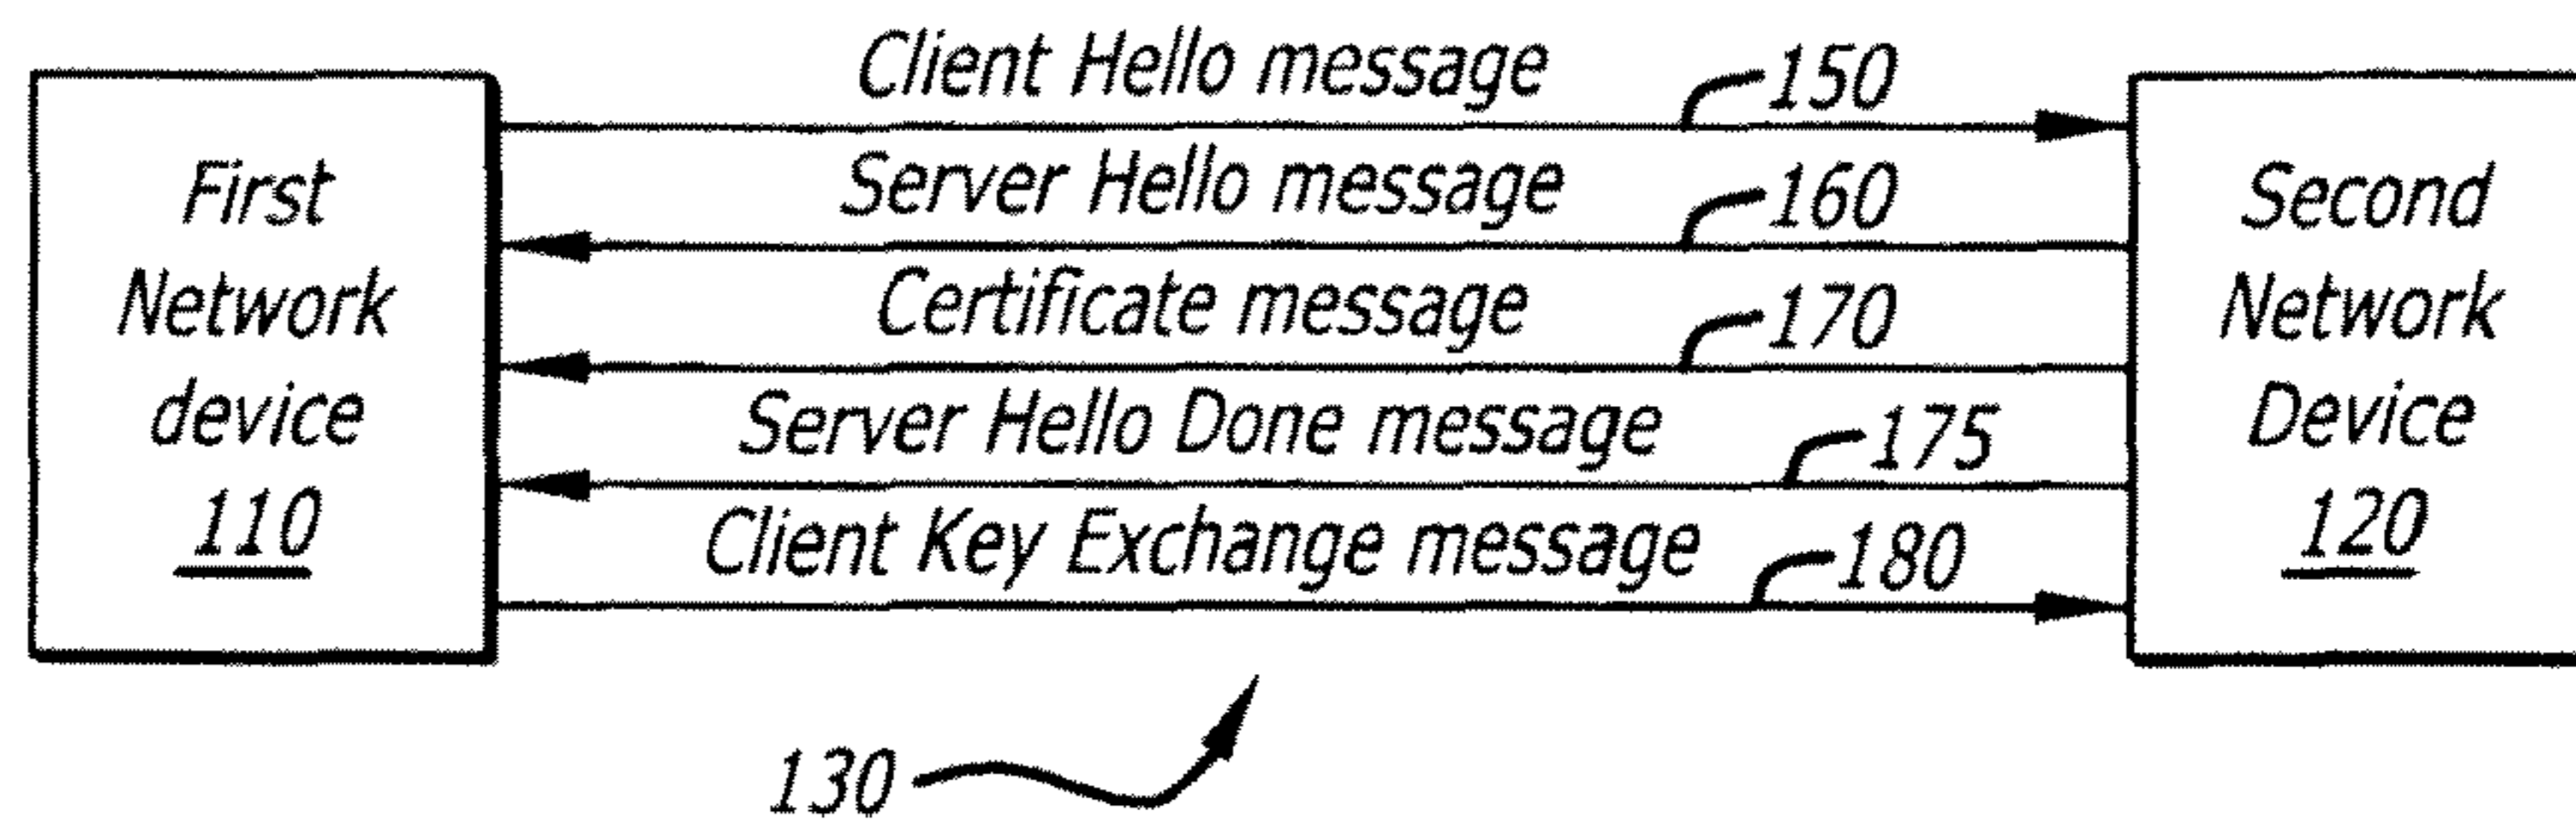 Client Hello message
150
Server Hello message
160
Certificate message
170
Server Hello Done message
175
Client Key Exchange message
180
First
Network
device
110
Second
Network
Device
120
130